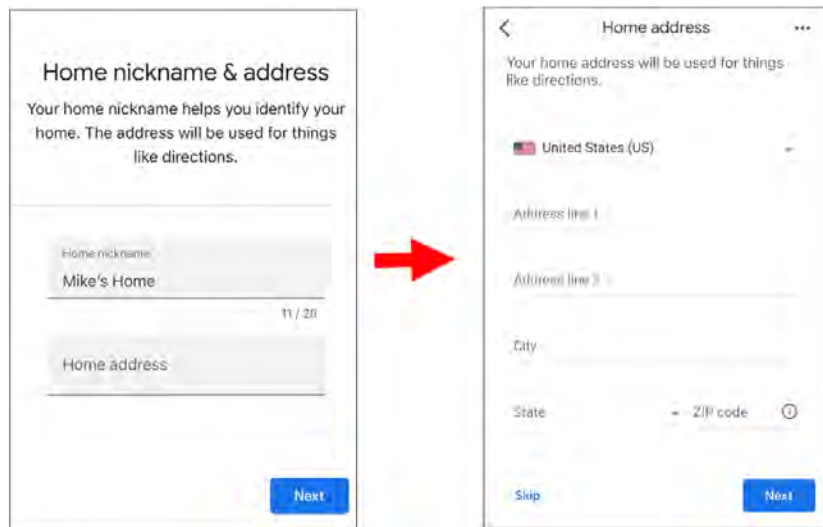 Home nickname & address
Your home nickname helps you identify your
home. The address will be used for things
like directions.
Home nickname
Mike's Home
11 / 20
Home address
Next
Home address
Your home address will be used for things
like directions.
United States (US)
Address line 1
Address line 2
City
State
ZIP code
Skip
Next